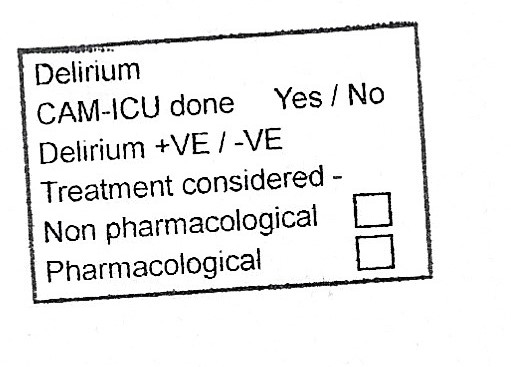 Delirium
CAM-ICU done Yes / No
Delirium +VE / -VE
Treatment considered -
Non pharmacological
Pharmacological